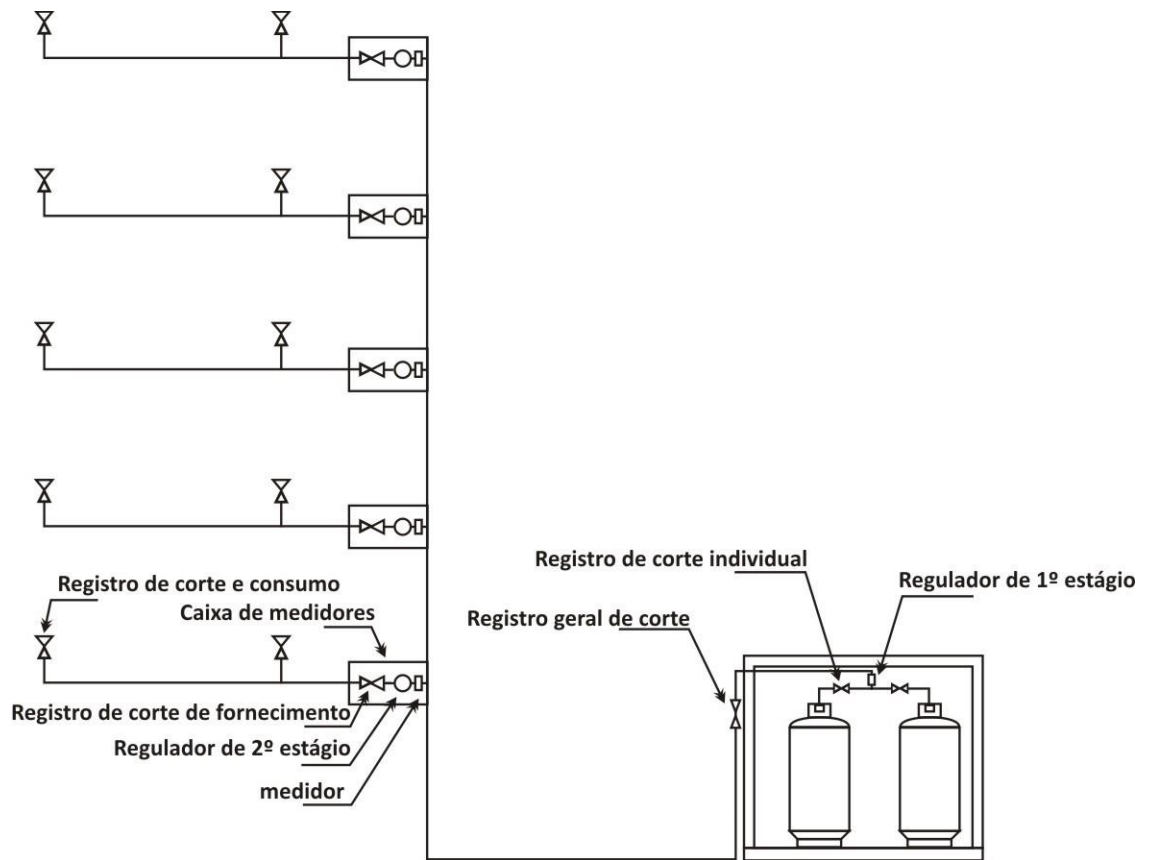 Registro de corte individual
Regulador de 1º estágio
Registro de corte e consumo
Caixa de medidores
Registro geral de corte
Registro de corte de fornecimento
Regulador de 2º estágio
medidor